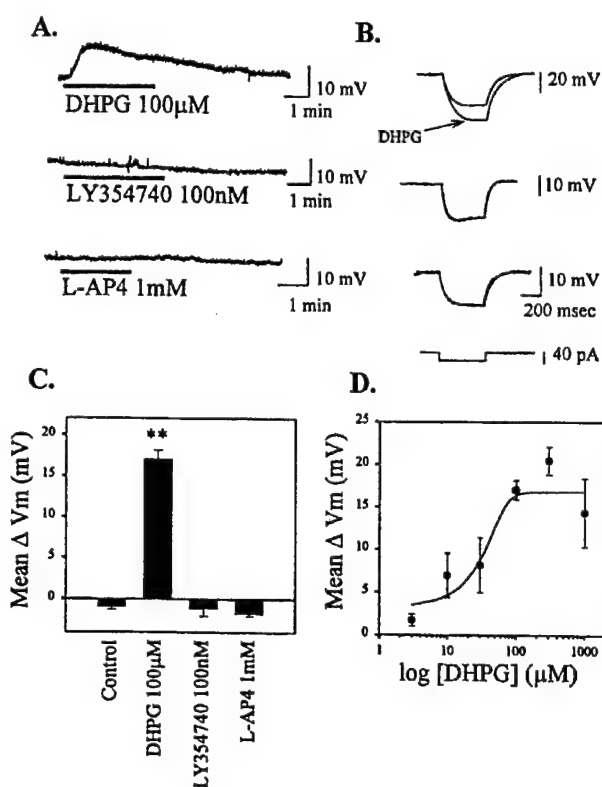 A.
DHPG 100μM
10 mV
1 min
LY354740 100nM
10 mV
1 min
L-AP4 1mM
10 mV
1 min
B.
20 mV
DHPG
10 mV
10 mV
200 msec
40 pA
C.
Mean Δ Vm (mV)
20
15
10
5
0
**
Control
DHPG 100μM
LY354740 100nM
L-AP4 1mM
D.
Mean Δ Vm (mV)
25
20
15
10
5
0
1 10 100 1000
log [DHPG] (μM)